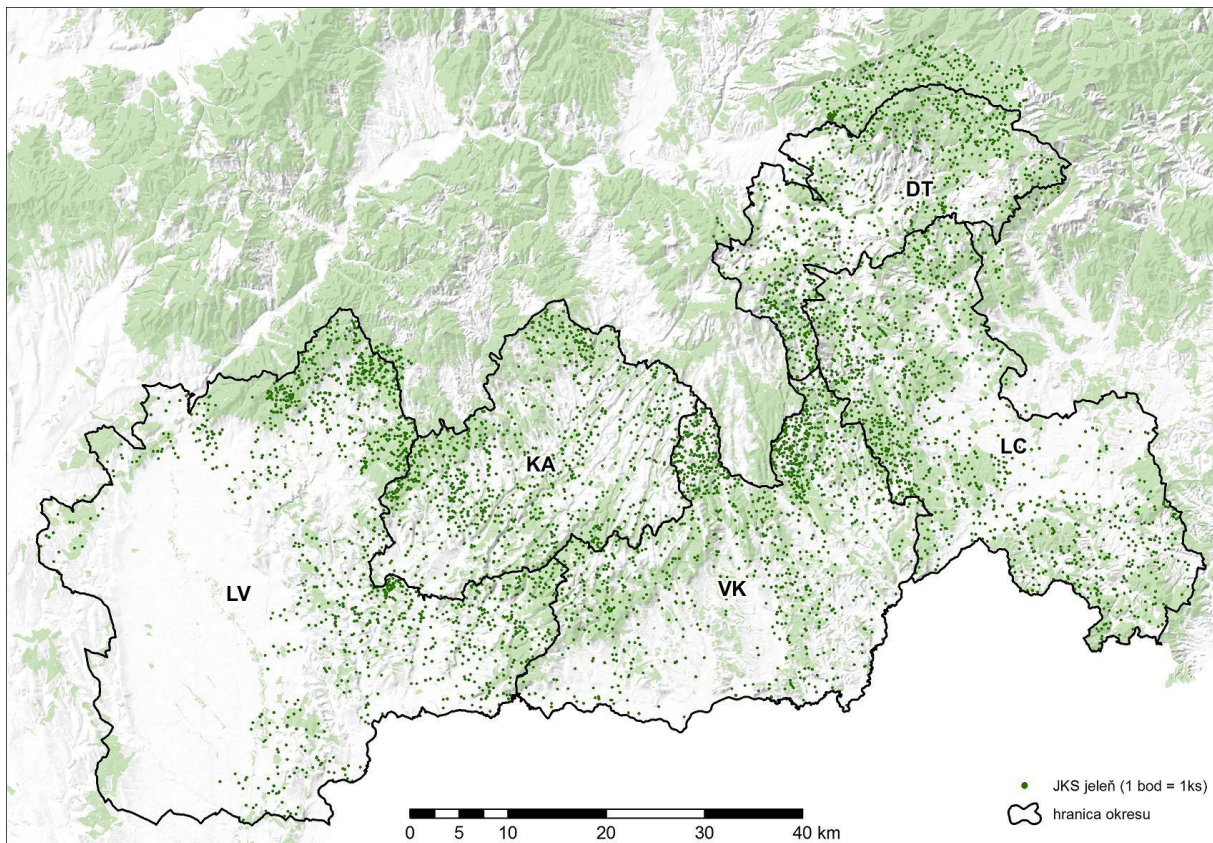 DT
LC
KA
VK
LV
JKS jeleň (1 bod = 1ks)
hranica okresu
0 5 10 20 30 40 km